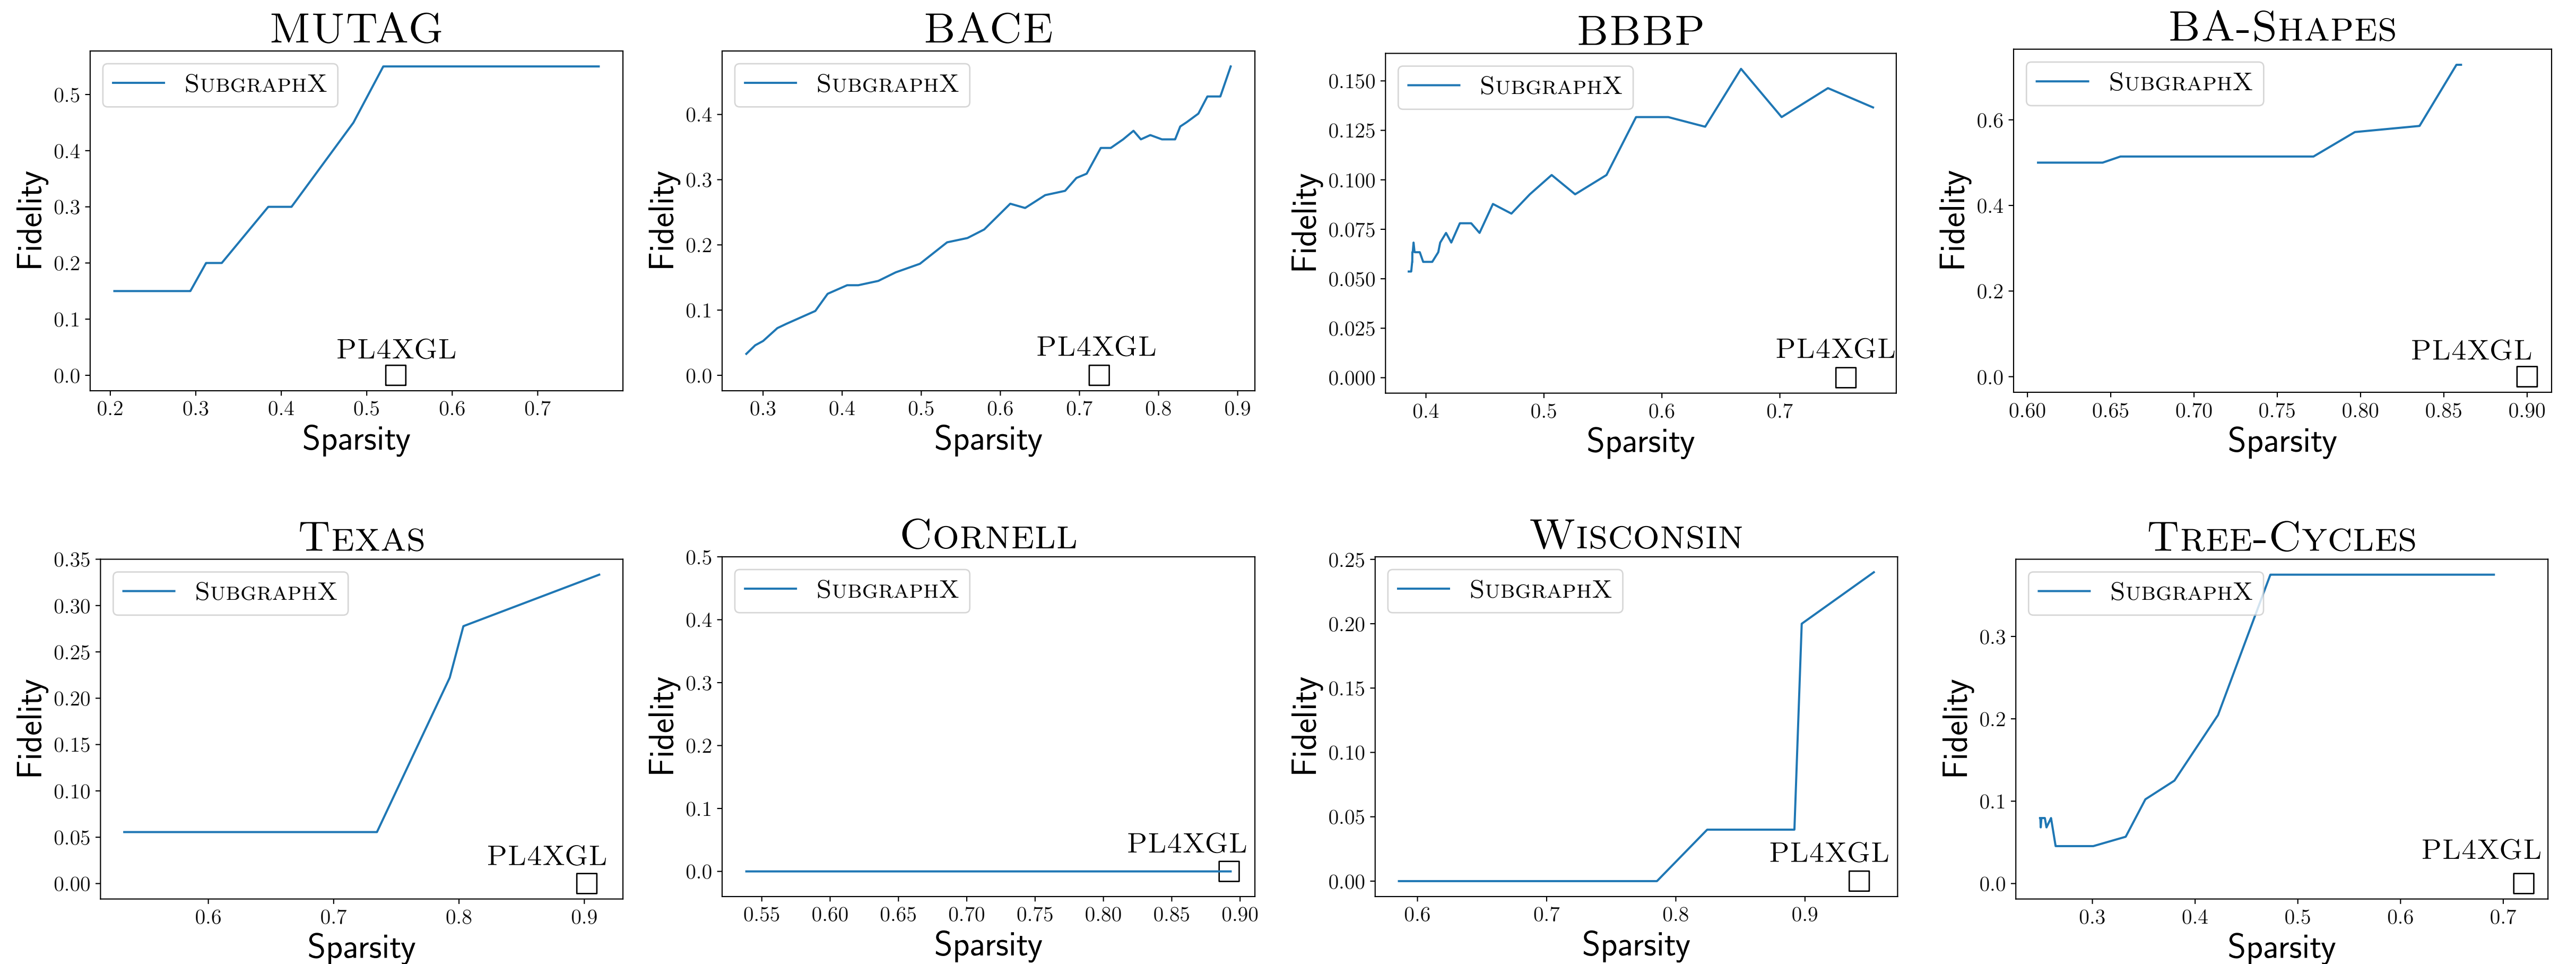 MUTAG
SUBGRAPHX
Fidelity
0.5
0.4
0.3
0.2
0.1
0.0
PL4XGL
0.2 0.3 0.4 0.5 0.6 0.7
Sparsity
BACE
SUBGRAPHX
Fidelity
0.4
0.3
0.2
0.1
0.0
PL4XGL
0.3 0.4 0.5 0.6 0.7 0.8 0.9
Sparsity
BBBP
SUBGRAPHX
Fidelity
0.150
0.125
0.100
0.075
0.050
0.025
0.000
PL4XGL
0.4 0.5 0.6 0.7
Sparsity
BA-SHAPES
SUBGRAPHX
Fidelity
0.6
0.4
0.2
0.0
PL4XGL
0.60 0.65 0.70 0.75 0.80 0.85 0.90
Sparsity
TEXAS
SUBGRAPHX
Fidelity
0.35
0.30
0.25
0.20
0.15
0.10
0.05
0.00
PL4XGL
0.6 0.7 0.8 0.9
Sparsity
CORNELL
SUBGRAPHX
Fidelity
0.5
0.4
0.3
0.2
0.1
0.0
PL4XGL
0.55 0.60 0.65 0.70 0.75 0.80 0.85 0.90
Sparsity
WISCONSIN
SUBGRAPHX
Fidelity
0.25
0.20
0.15
0.10
0.05
0.00
PL4XGL
0.6 0.7 0.8 0.9
Sparsity
TREE-CYCLES
SUBGRAPHX
Fidelity
0.3
0.2
0.1
0.0
PL4XGL
0.3 0.4 0.5 0.6 0.7
Sparsity